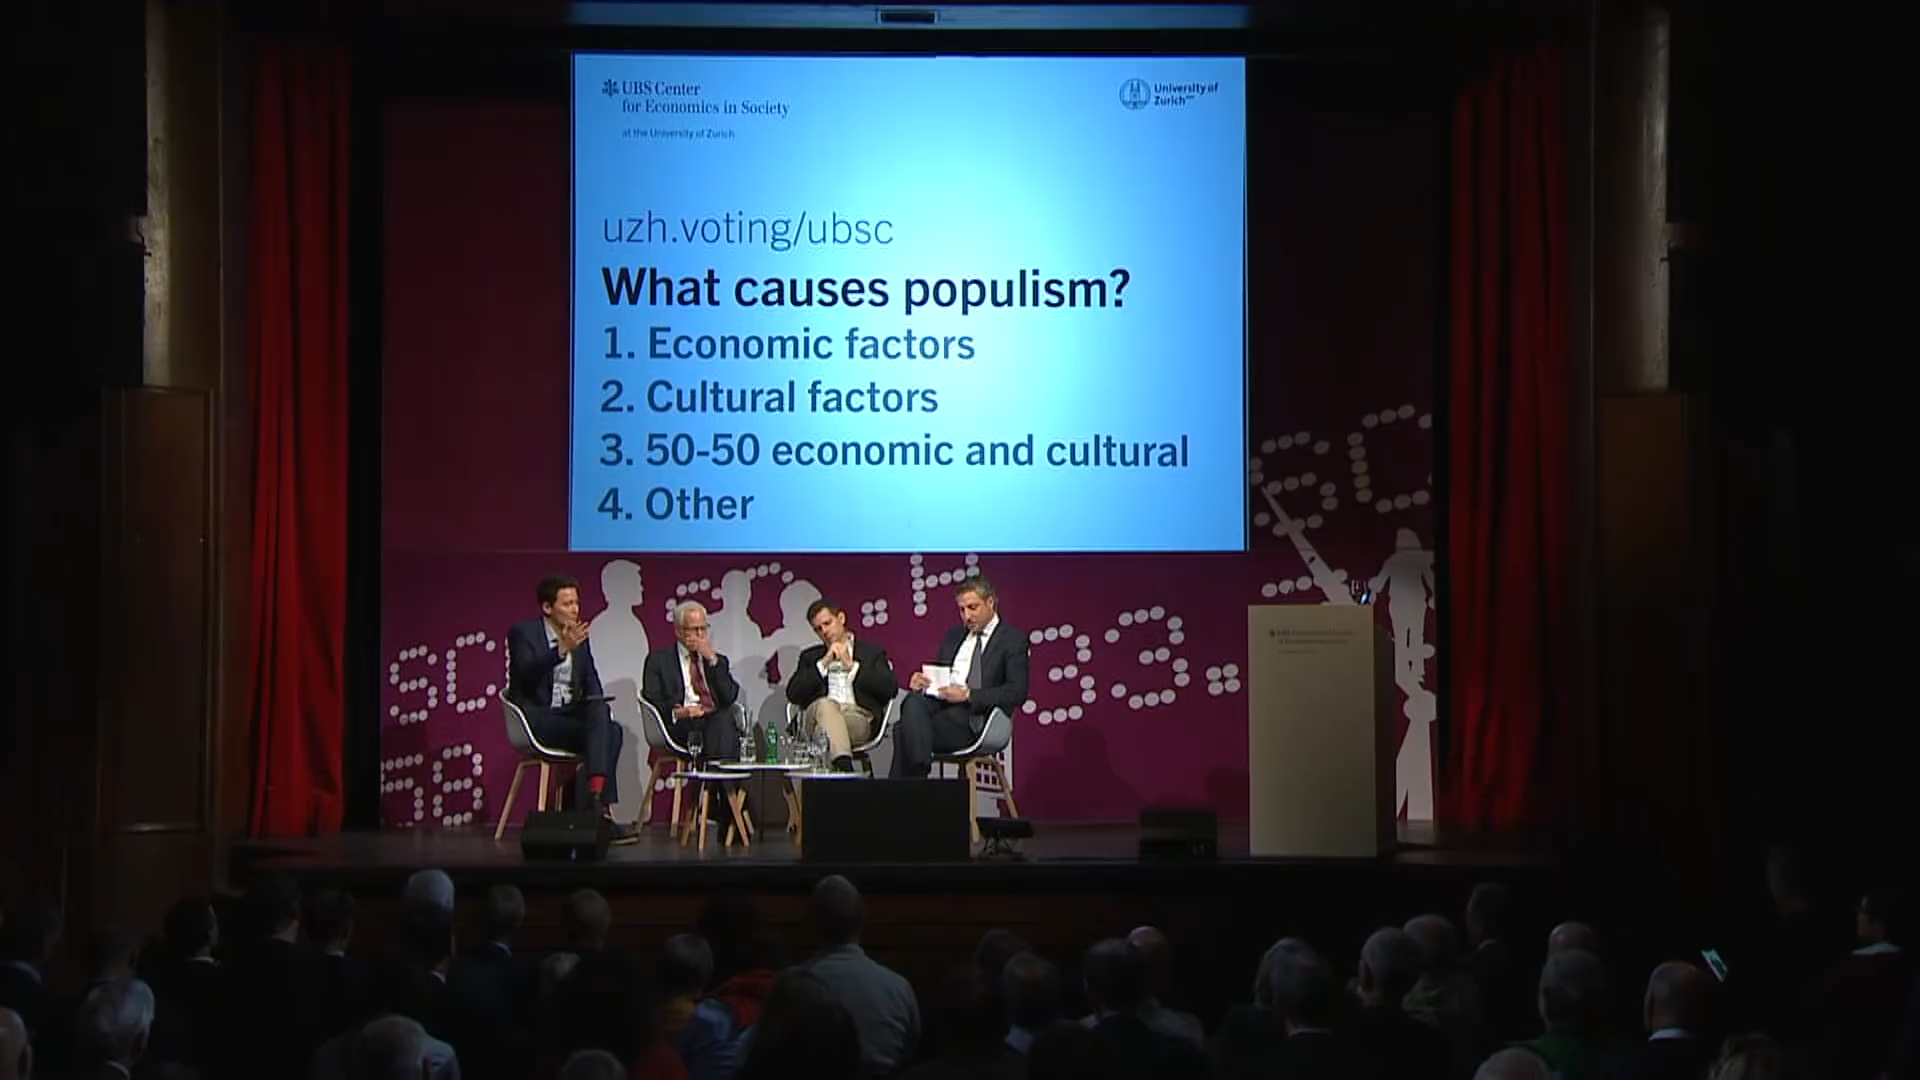 UBS Center
for Economics in Society
at the University of Zurich
University of
Zurich
uzh.voting/ubsc
What causes populism?
1. Economic factors
2. Cultural factors
3. 50-50 economic and cultural
4. Other